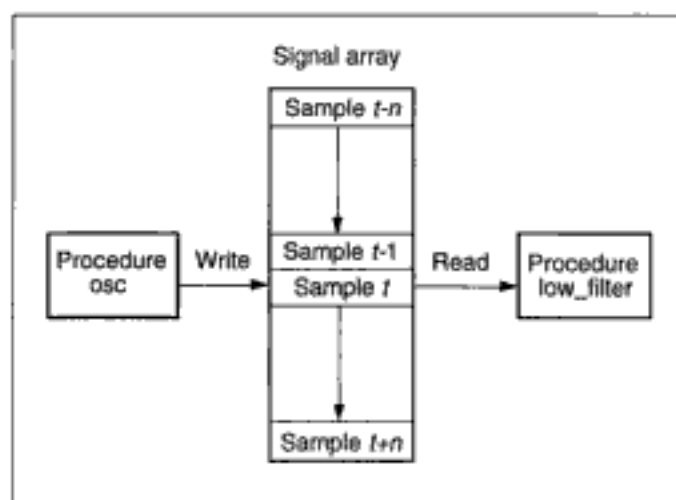 Signal array
Sample t-n
Procedure
osc
Write
Sample t-1
Sample t
Read
Procedure
low_filter
Sample t+n